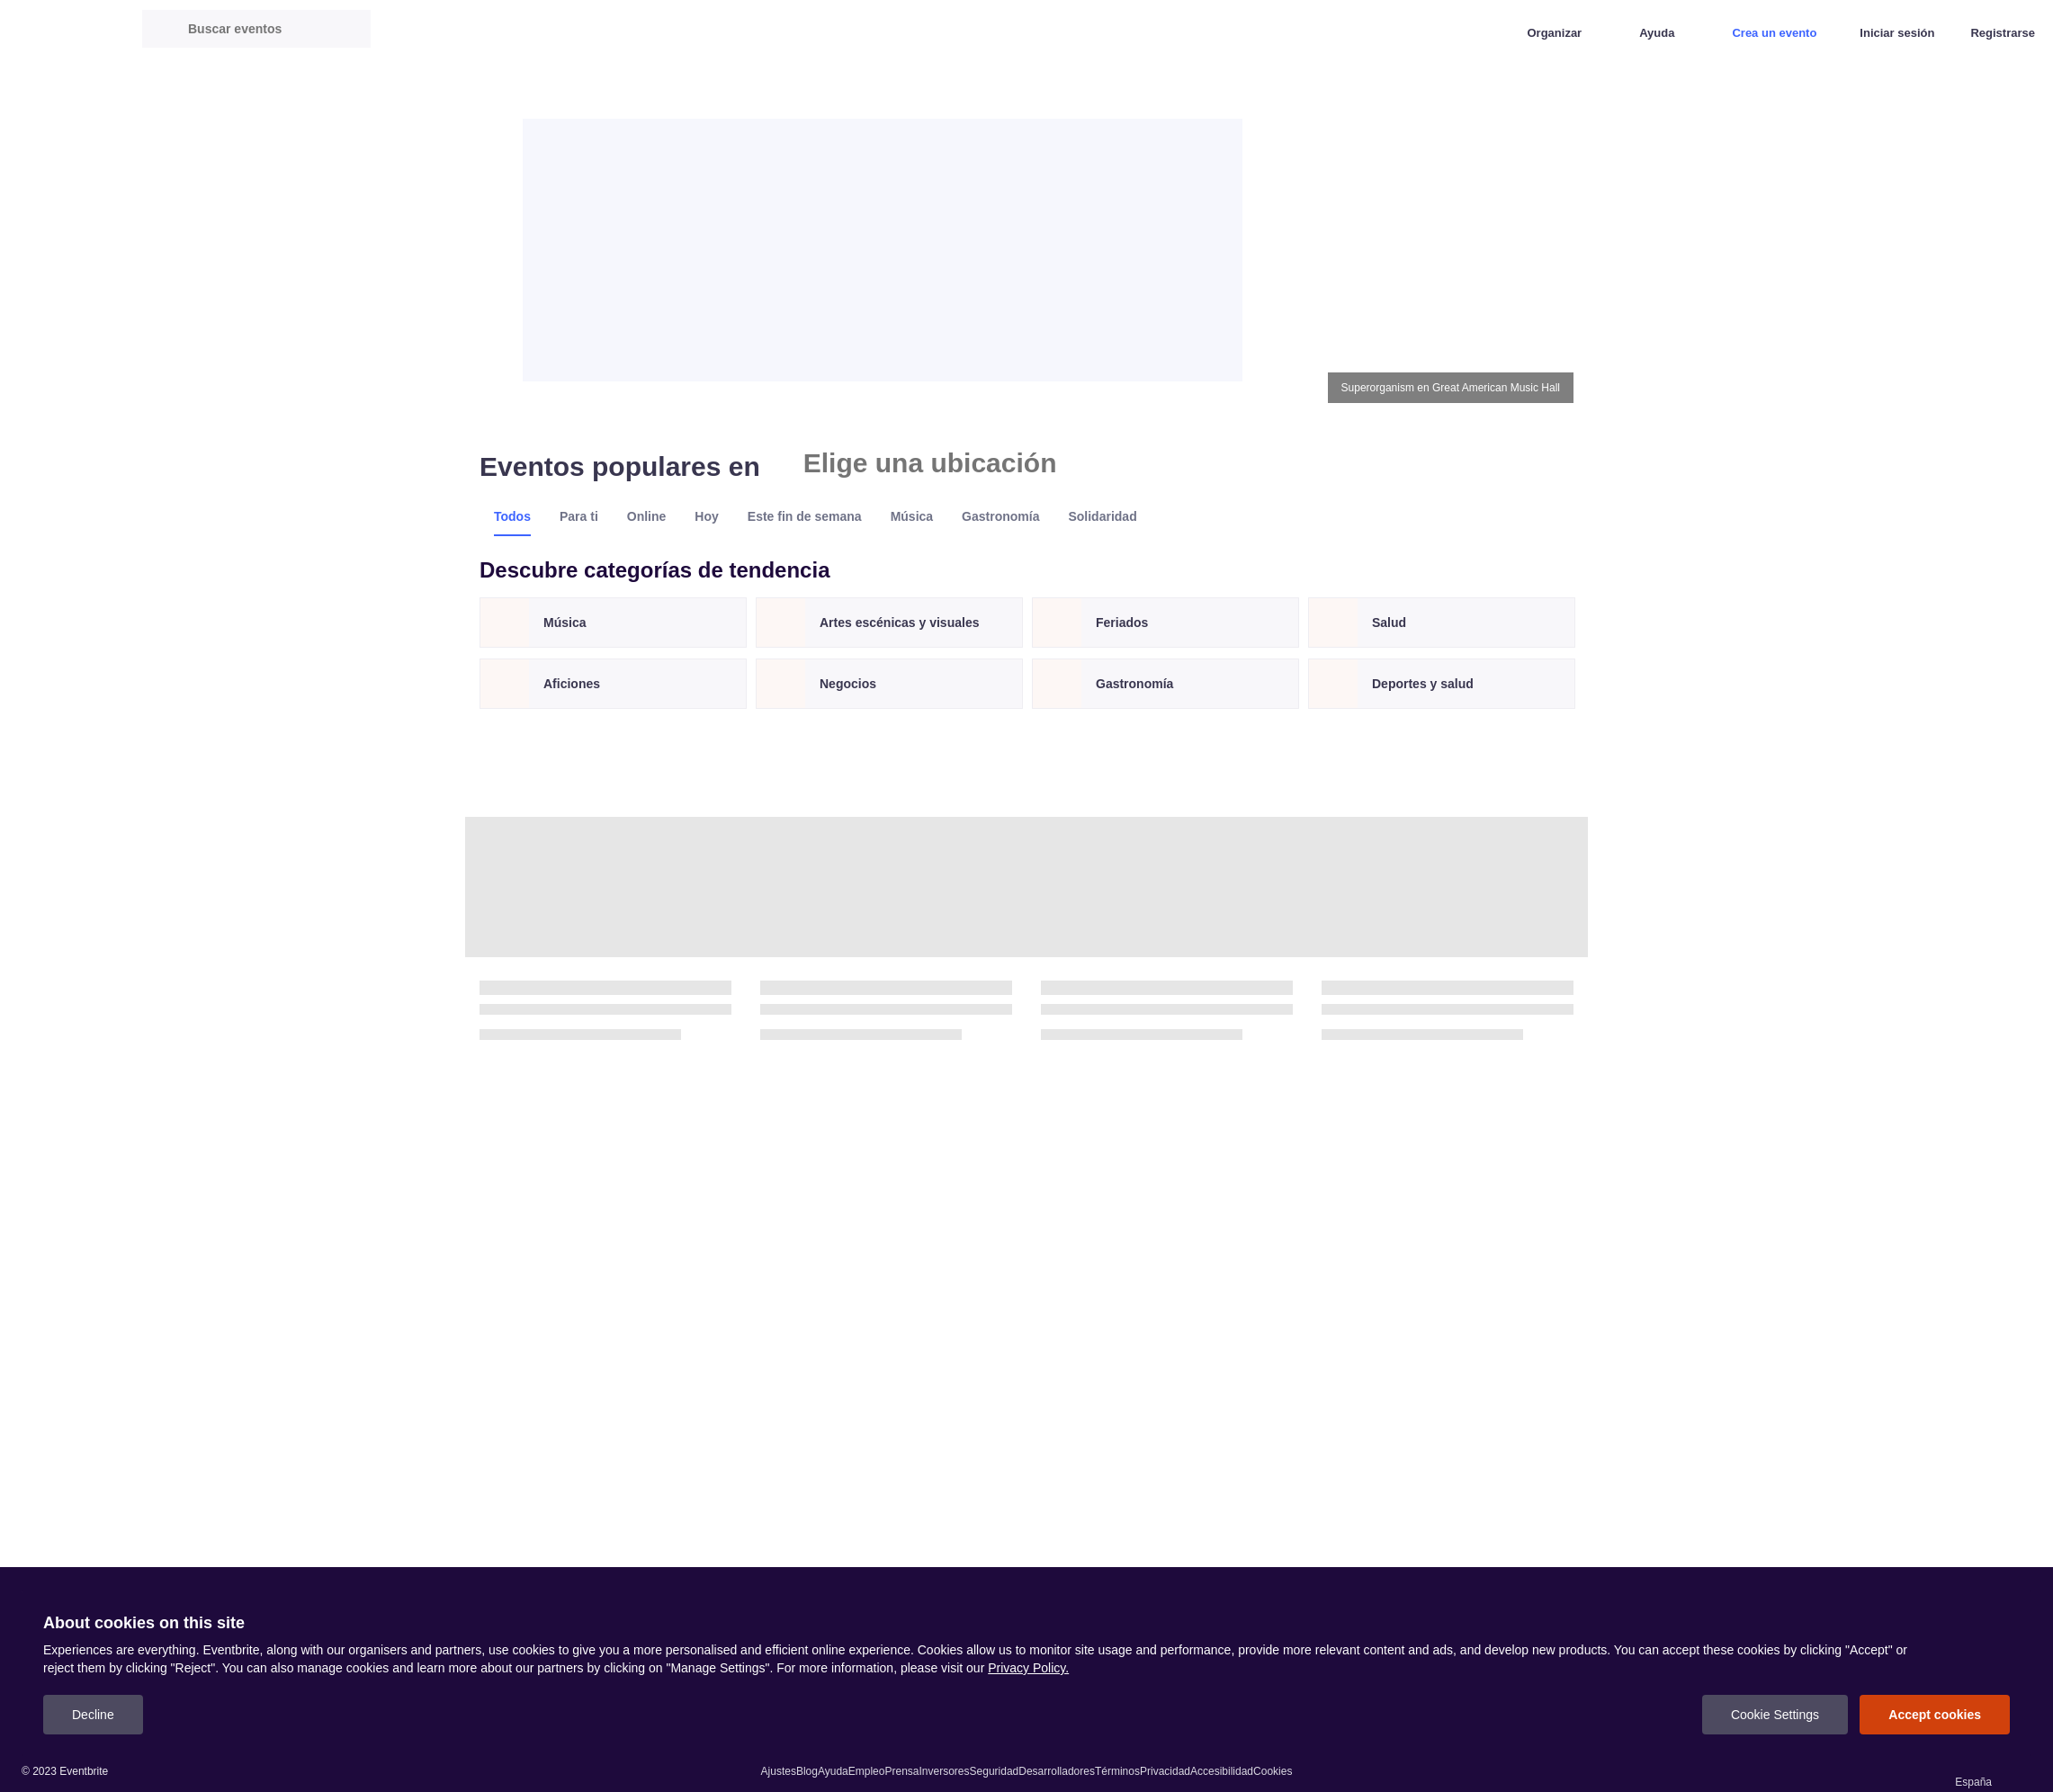 Buscar eventos
Organizar
Ayuda
Crea un evento
Iniciar sesión
Registrarse
Superorganism en Great American Music Hall
Eventos populares en
Elige una ubicación
Todos
Para ti
Online
Hoy
Este fin de semana
Música
Gastronomía
Solidaridad
Descubre categorías de tendencia
Música
Artes escénicas y visuales
Feriados
Salud
Aficiones
Negocios
Gastronomía
Deportes y salud
About cookies on this site
Experiences are everything. Eventbrite, along with our organisers and partners, use cookies to give you a more personalised and efficient online experience. Cookies allow us to monitor site usage and performance, provide more relevant content and ads, and develop new products. You can accept these cookies by clicking "Accept" or
reject them by clicking "Reject". You can also manage cookies and learn more about our partners by clicking on "Manage Settings". For more information, please visit our Privacy Policy.
Decline
Cookie Settings
Accept cookies
© 2023 Eventbrite
AjustesBlogAyudaEmpleoPrensaInversoresSeguridadDesarrolladoresTérminosPrivacidadAccesibilidadCookies
España